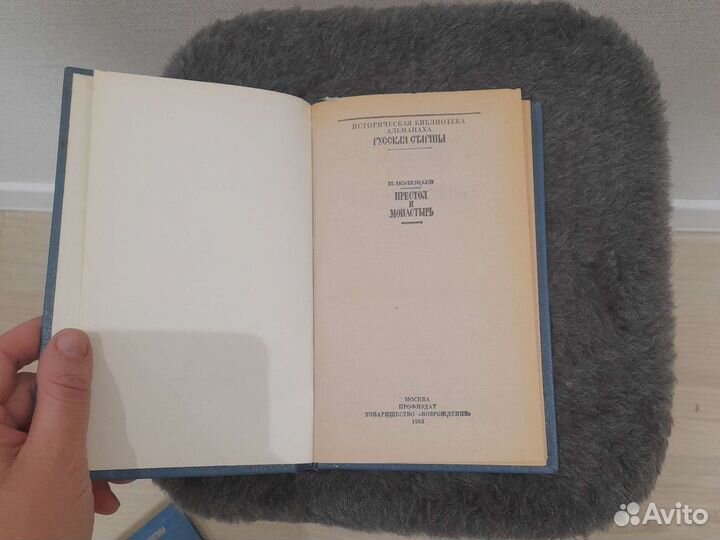 ИСТОРИЧЕСКАЯ БИБЛИОТЕКА
АЛЬМАНАХА
РУССКАЯ СТАРИНА
П. ПОЛЕЖАЕВ
ПРЕСТОЛ
И
МОНАСТЫРЬ
МОСКВА
ПРОФИЗДАТ
ТОВАРИЩЕСТВО «ВОЗРОЖДЕНИЕ»
1992
Avito